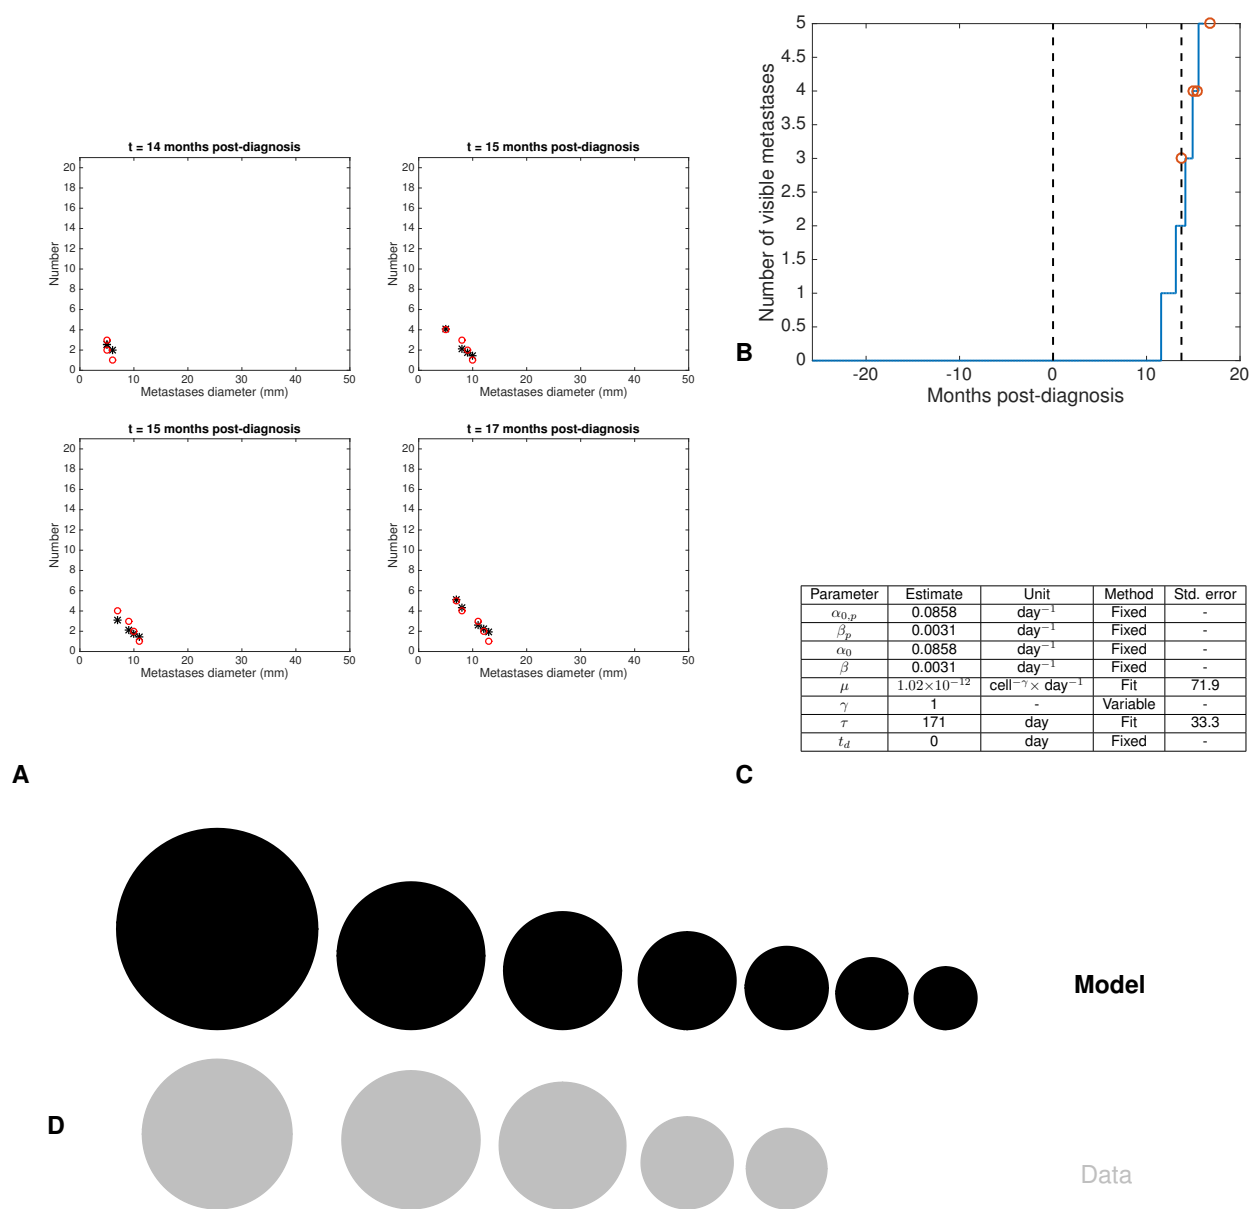 t = 14 months post-diagnosis
Number
20
18
16
14
12
10
8
6
4
2
0
0 10 20 30 40 50
Metastases diameter (mm)
t = 15 months post-diagnosis
Number
20
18
16
14
12
10
8
6
4
2
0
0 10 20 30 40 50
Metastases diameter (mm)
t = 15 months post-diagnosis
Number
20
18
16
14
12
10
8
6
4
2
0
0 10 20 30 40 50
Metastases diameter (mm)
t = 17 months post-diagnosis
Number
20
18
16
14
12
10
8
6
4
2
0
0 10 20 30 40 50
Metastases diameter (mm)
A
Number of visible metastases
5
4.5
4
3.5
3
2.5
2
1.5
1
0.5
0
-20 -10 0 10 20
Months post-diagnosis
B
Parameter Estimate Unit Method Std. error
α₀,ₚ 0.0858 day⁻¹ Fixed -
βₚ 0.0031 day⁻¹ Fixed -
α₀ 0.0858 day⁻¹ Fixed -
β 0.0031 day⁻¹ Fixed -
μ 1.02×10⁻¹² cell⁻ᵞ× day⁻¹ Fit 71.9
γ 1 - Variable -
τ 171 day Fit 33.3
t_d 0 day Fixed -
C
Model
D
Data